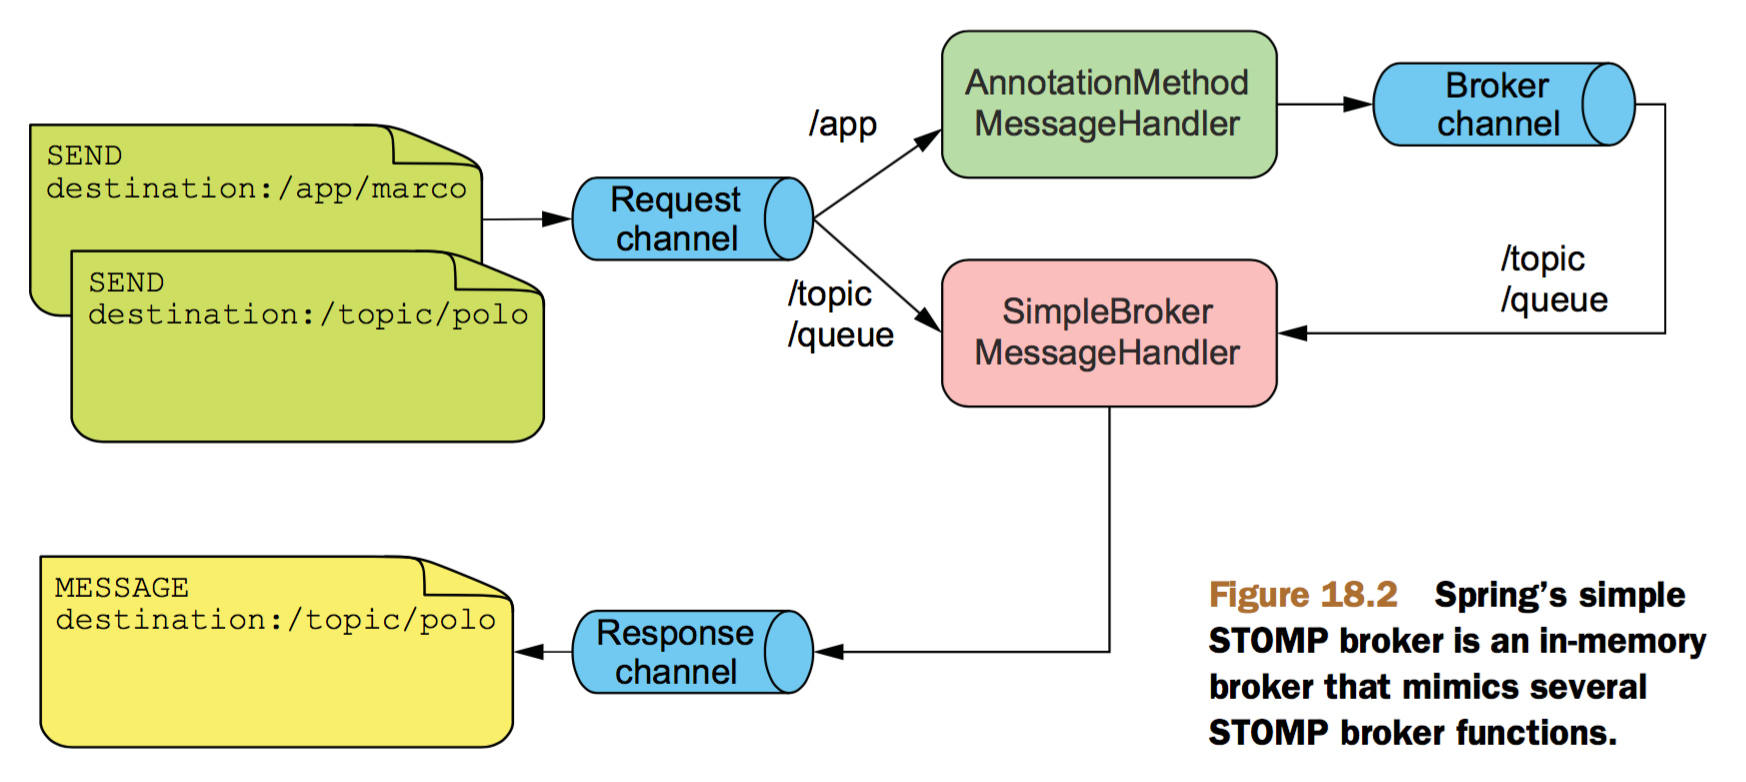 SEND
destination:/app/marco
SEND
destination:/topic/polo
Request
channel
/app
/topic
/queue
AnnotationMethod
MessageHandler
SimpleBroker
MessageHandler
Broker
channel
/topic
/queue
MESSAGE
destination:/topic/polo
Response
channel
Figure 18.2 Spring’s simple
STOMP broker is an in-memory
broker that mimics several
STOMP broker functions.